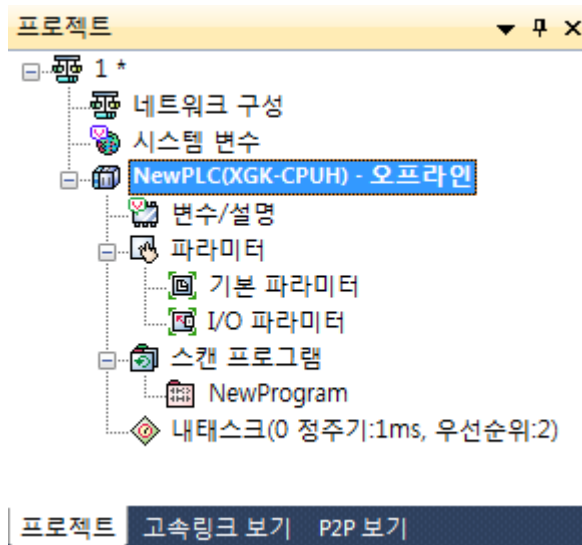 프로젝트
1 *
네트워크 구성
시스템 변수
NewPLC(XGK-CPUH) - 오프라인
변수/설명
파라미터
기본 파라미터
I/O 파라미터
스캔 프로그램
NewProgram
내태스크(0 정주기:1ms, 우선순위:2)
프로젝트 고속링크 보기 P2P 보기